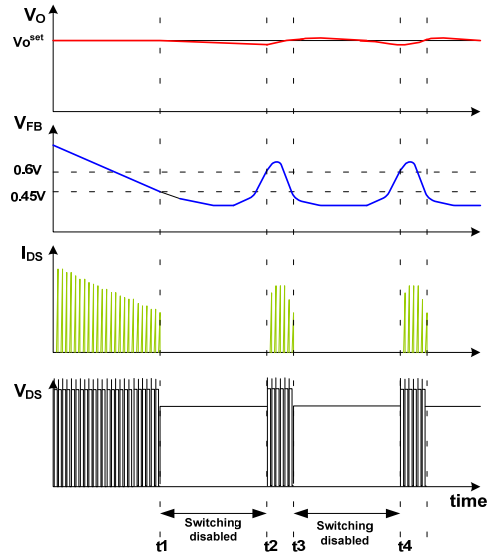 VO
Voset
VFB
0.6V
0.45V
IDS
VDS
time
Switching
disabled
Switching
disabled
t1
t2
t3
t4